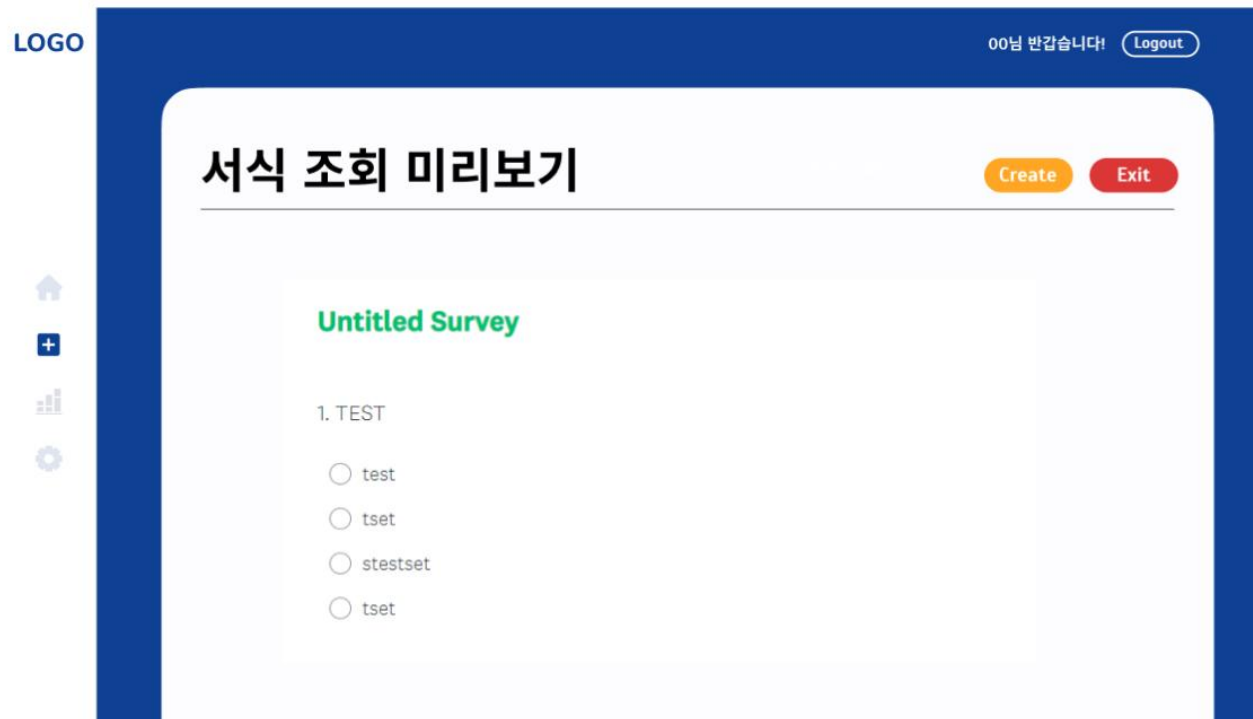 LOGO
00님 반갑습니다! Logout
서식 조회 미리보기
Create Exit
Untitled Survey
1. TEST
test
tset
stestset
tset